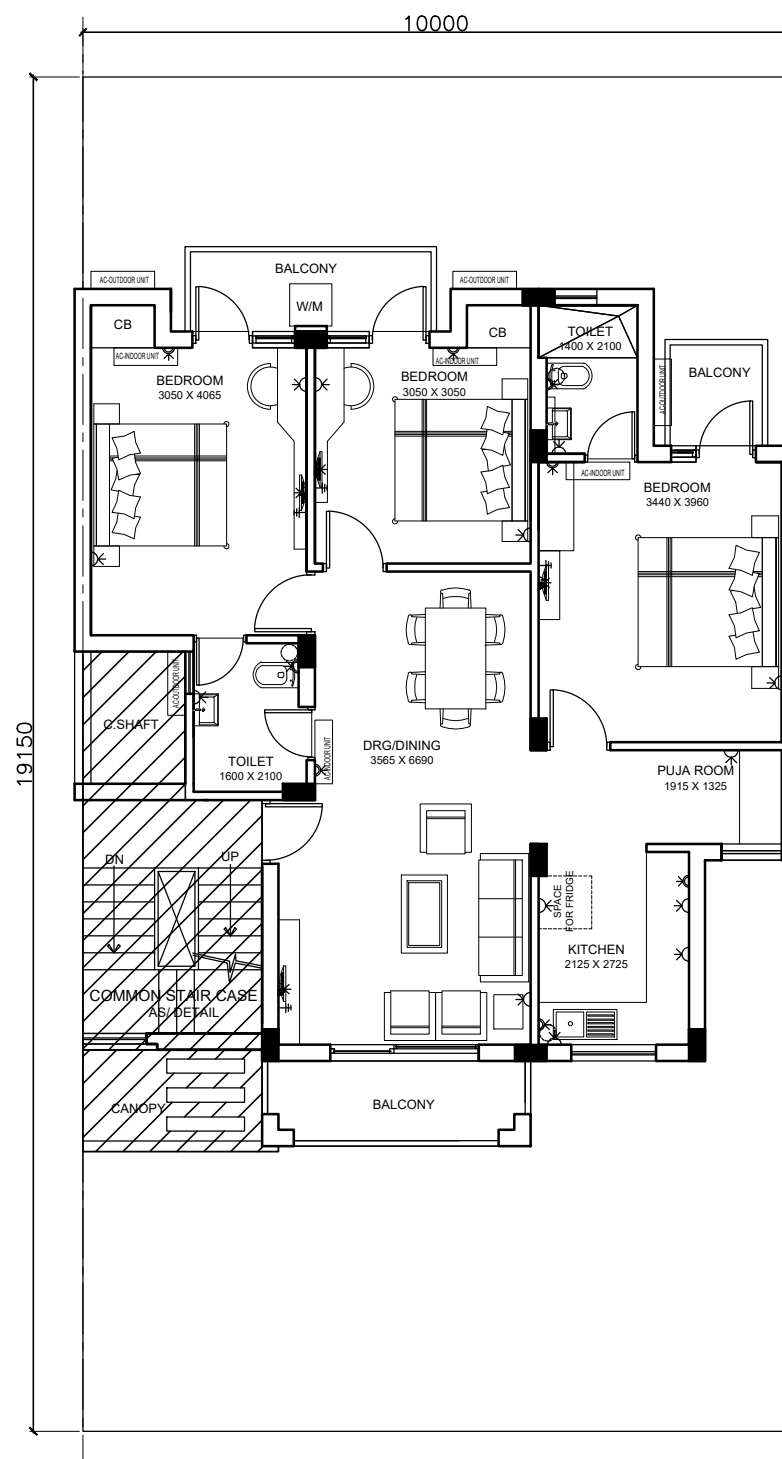 10000
19150
BALCONY
AC-OUTDOOR UNIT
AC-OUTDOOR UNIT
W/M
CB
CB
TOILET
1400 X 2100
AC-INDOOR UNIT
AC-INDOOR UNIT
AC-OUTDOOR UNIT
BALCONY
BEDROOM
3050 X 4065
BEDROOM
3050 X 3050
AC-INDOOR UNIT
BEDROOM
3440 X 3960
AC-OUTDOOR UNIT
C.SHAFT
TOILET
1600 X 2100
AC-INDOOR UNIT
DRG/DINING
3565 X 6690
PUJA ROOM
1915 X 1325
DN
UP
SPACE
FOR FRIDGE
KITCHEN
2125 X 2725
COMMON STAIR CASE
AS/ DETAIL
CANOPY
BALCONY